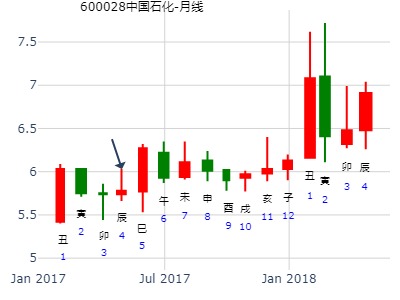 600028中国石化-月线
7.5
7
6.5
6
5.5
5
丑 1
寅 2
卯 3
辰 4
巳 5
午 6
未 7
申 8
酉 9
戌 10
亥 11
子 12
丑 1
寅 2
卯 3
辰 4
Jan 2017 Jul 2017 Jan 2018